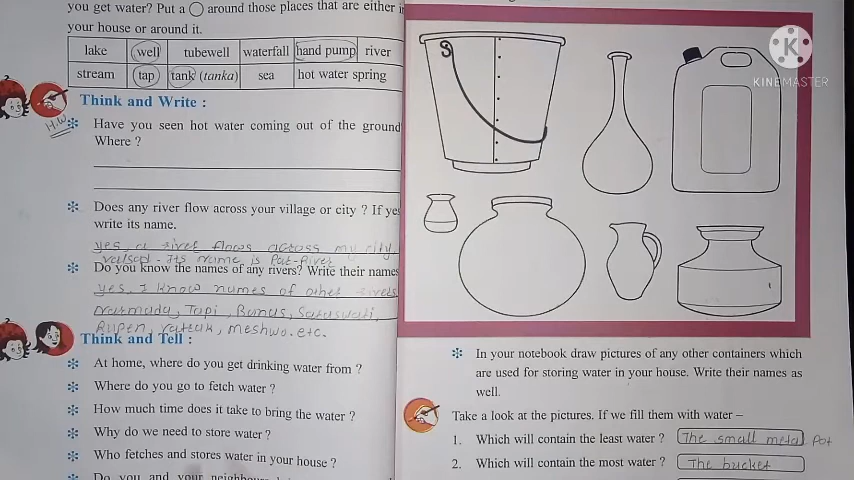 you get water? Put a ◯ around those places that are either i
your house or around it.
lake well tubewell waterfall hand pump river
stream tap tank (tanka) sea hot water spring
Think and Write :
H.W
Have you seen hot water coming out of the ground
Where ?
Does any river flow across your village or city ? If yes
write its name.
yes, a river flows across my city,
valsad. Its name is Par-River
Do you know the names of any rivers? Write their names
yes, I know names of other rivers
Narmada, Tapi, Banas, Saraswati,
Rupen, vatrak, meshwo. etc.
Think and Tell :
At home, where do you get drinking water from ?
Where do you go to fetch water ?
How much time does it take to bring the water ?
Why do we need to store water ?
Who fetches and stores water in your house ?
Do you and your neighbour
K
KINEMASTER
In your notebook draw pictures of any other containers which
are used for storing water in your house. Write their names as
well.
Take a look at the pictures. If we fill them with water –
1. Which will contain the least water ? The small metal pot
2. Which will contain the most water ? The bucket